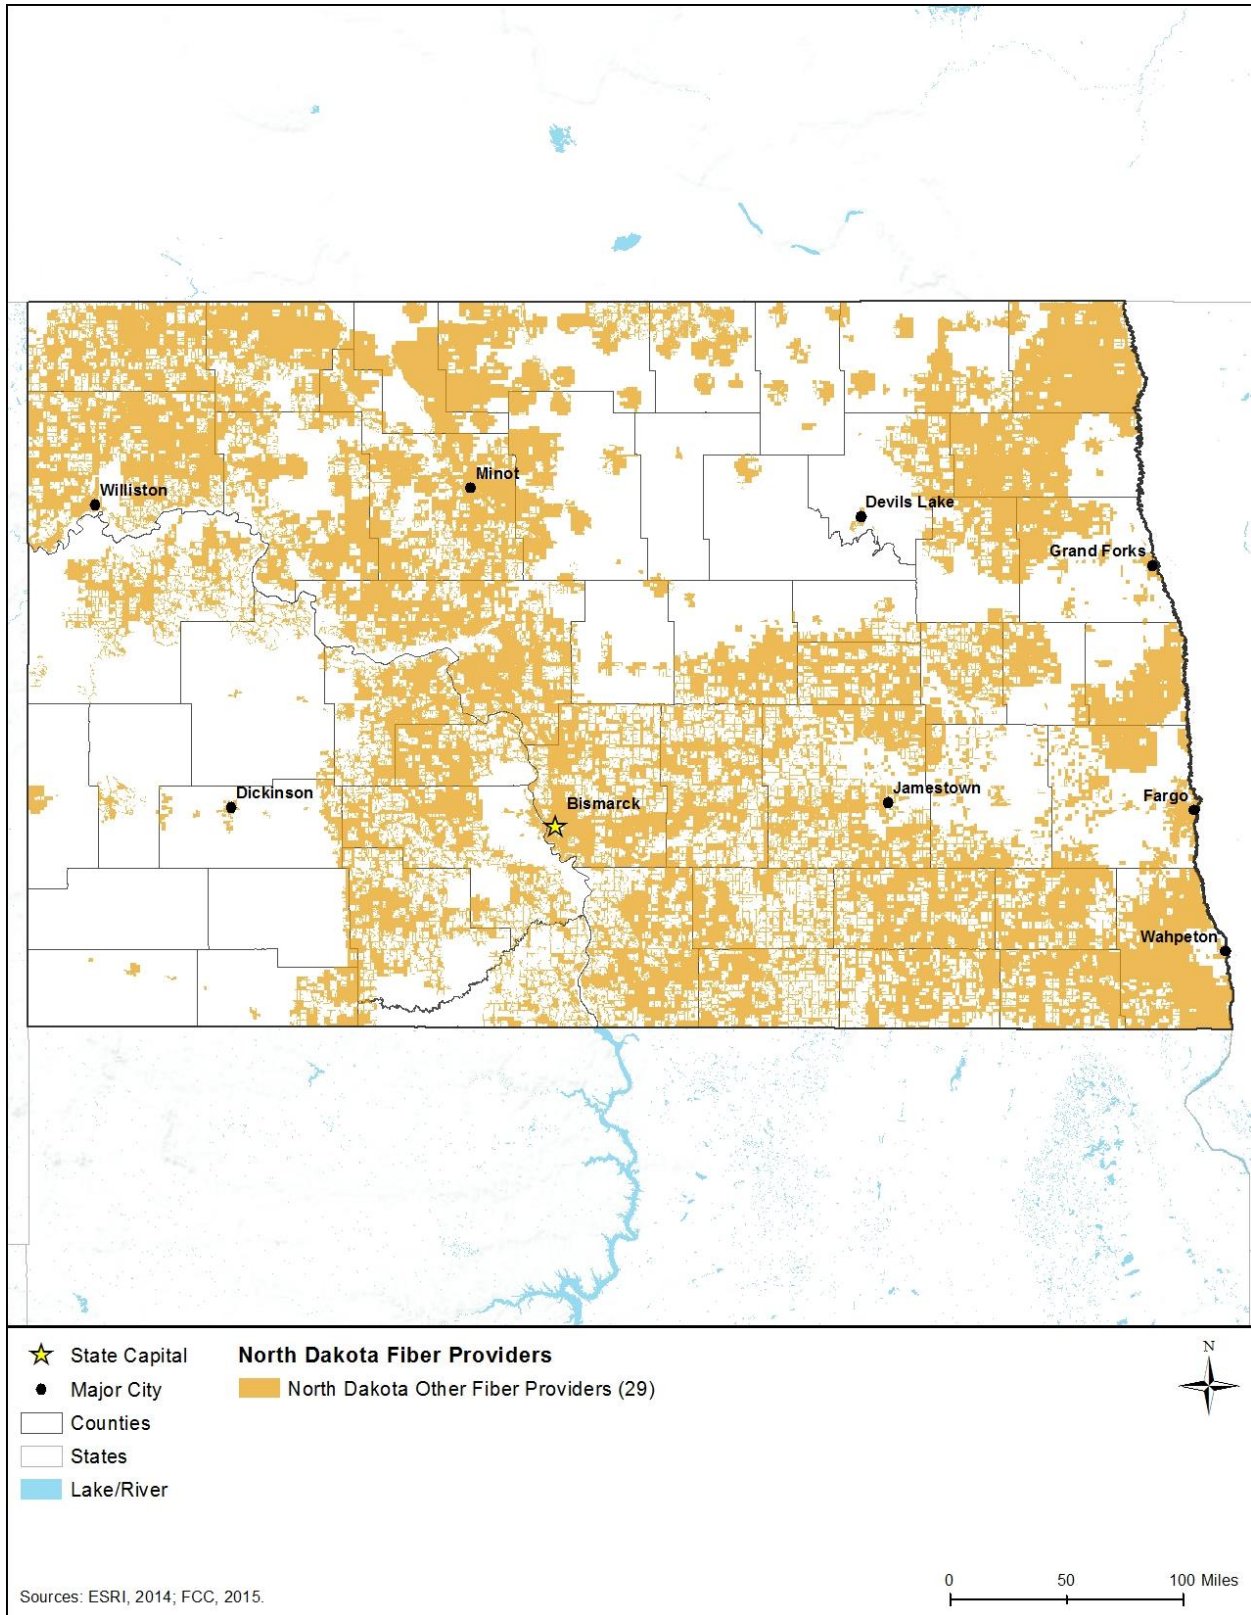 Williston
Minot
Devils Lake
Grand Forks
Dickinson
Bismarck
Jamestown
Fargo
Wahpeton
State Capital
Major City
Counties
States
Lake/River
North Dakota Fiber Providers
North Dakota Other Fiber Providers (29)
N
Sources: ESRI, 2014; FCC, 2015.
0 50 100 Miles